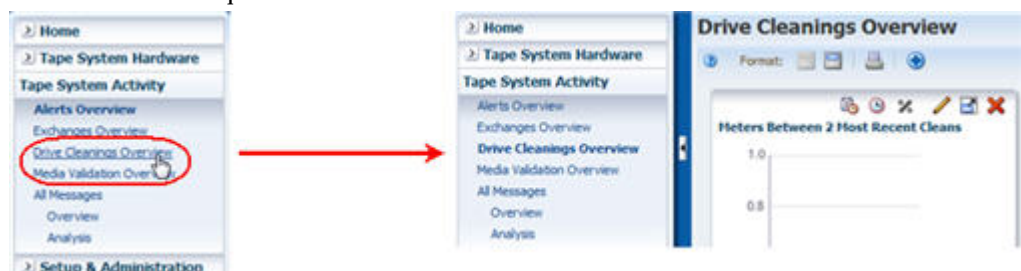 Home
Tape System Hardware
Tape System Activity
Alerts Overview
Exchanges Overview
Drive Cleanings Overview
Media Validation Overview
All Messages
Overview
Analysis
Setup & Administration
Home
Tape System Hardware
Tape System Activity
Alerts Overview
Exchanges Overview
Drive Cleanings Overview
Media Validation Overview
All Messages
Overview
Analysis
Drive Cleanings Overview
Format:
Meters Between 2 Most Recent Cleans
1.0
0.8